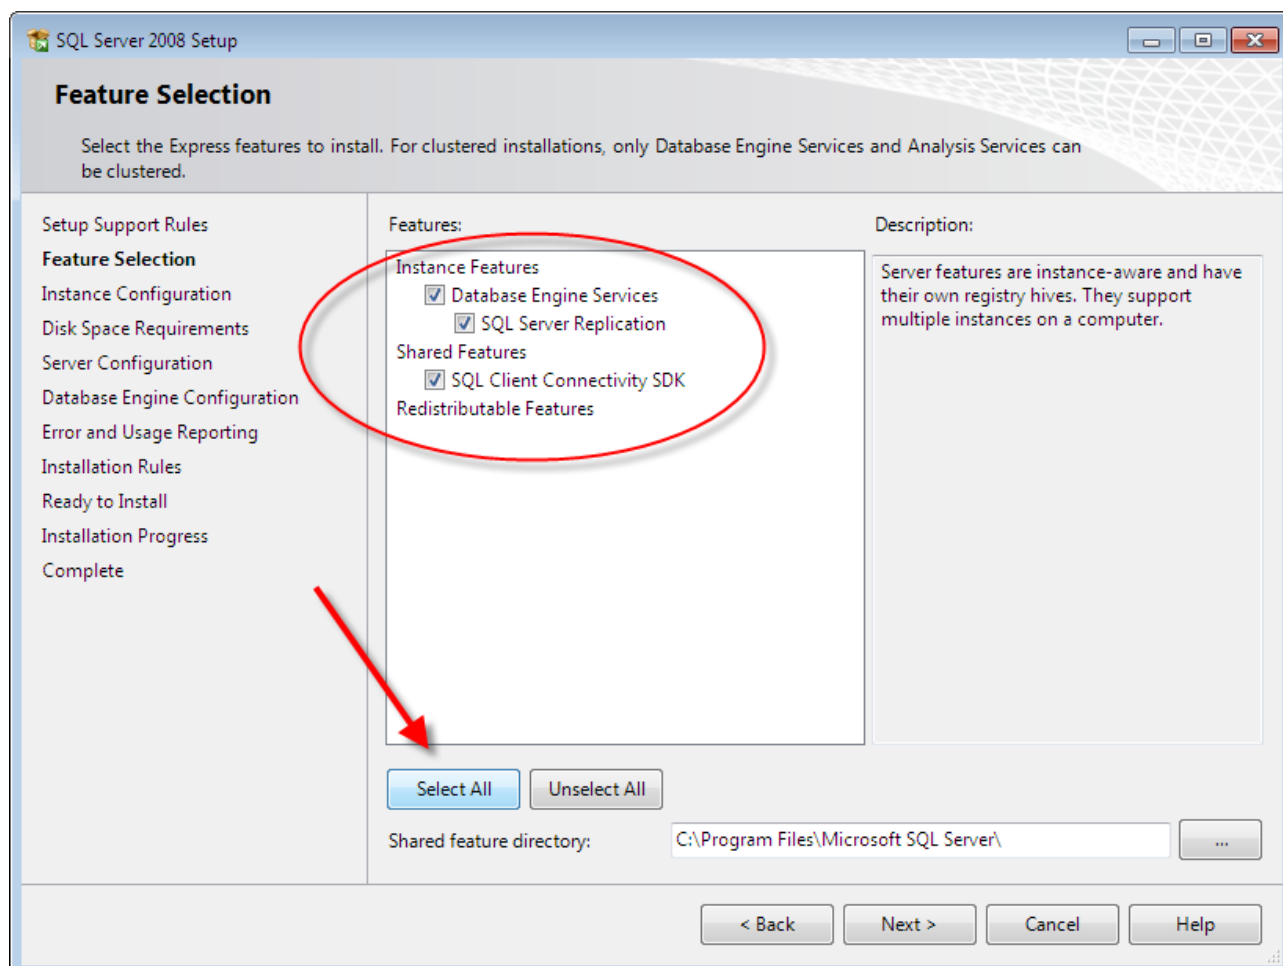 SQL Server 2008 Setup
Feature Selection
Select the Express features to install. For clustered installations, only Database Engine Services and Analysis Services can
be clustered.
Setup Support Rules
Feature Selection
Instance Configuration
Disk Space Requirements
Server Configuration
Database Engine Configuration
Error and Usage Reporting
Installation Rules
Ready to Install
Installation Progress
Complete
Features:
Instance Features
Database Engine Services
SQL Server Replication
Shared Features
SQL Client Connectivity SDK
Redistributable Features
Description:
Server features are instance-aware and have
their own registry hives. They support
multiple instances on a computer.
Select All
Unselect All
Shared feature directory:
C:\Program Files\Microsoft SQL Server\
...
< Back
Next >
Cancel
Help